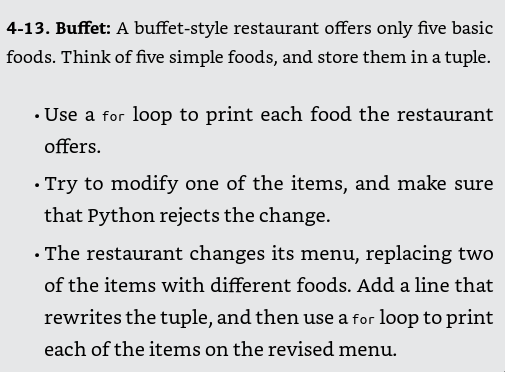 4-13. Buffet: A buffet-style restaurant offers only five basic
foods. Think of five simple foods, and store them in a tuple.
• Use a for loop to print each food the restaurant
offers.
• Try to modify one of the items, and make sure
that Python rejects the change.
• The restaurant changes its menu, replacing two
of the items with different foods. Add a line that
rewrites the tuple, and then use a for loop to print
each of the items on the revised menu.